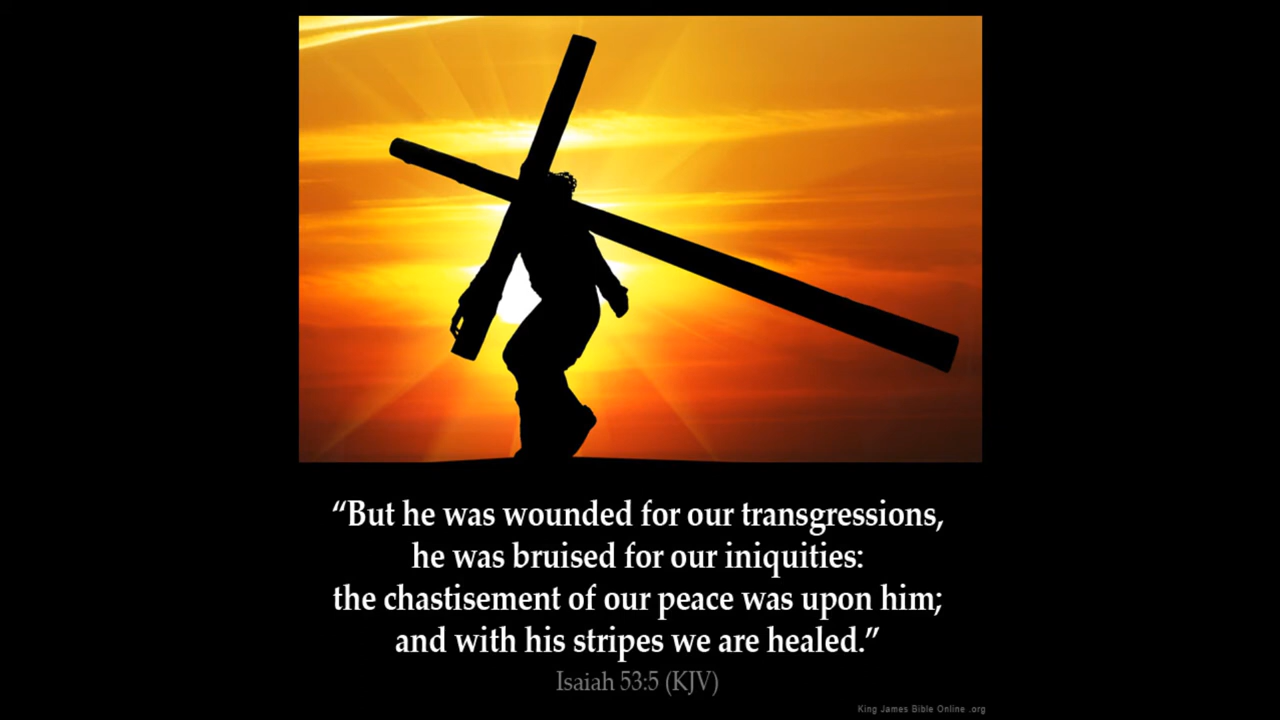 “But he was wounded for our transgressions,
he was bruised for our iniquities:
the chastisement of our peace was upon him;
and with his stripes we are healed.”
Isaiah 53:5 (KJV)
King James Bible Online .org